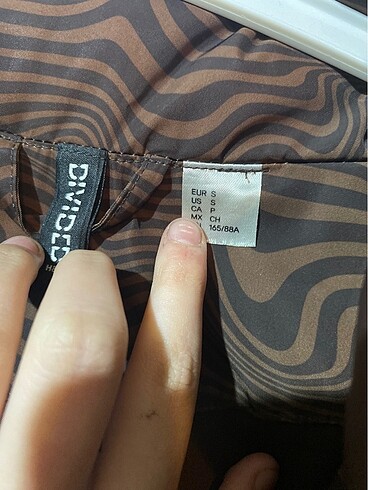 DIVIDED
H
EUR S
US S
CA P
MX CH
165/88A